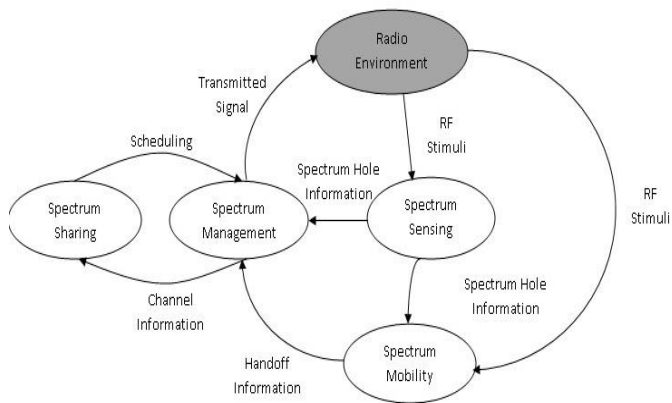 Radio
Environment
Transmitted
Signal
RF
Stimuli
Scheduling
Spectrum Hole
Information
Spectrum
Sharing
Spectrum
Management
Spectrum
Sensing
RF
Stimuli
Channel
Information
Spectrum Hole
Information
Handoff
Information
Spectrum
Mobility